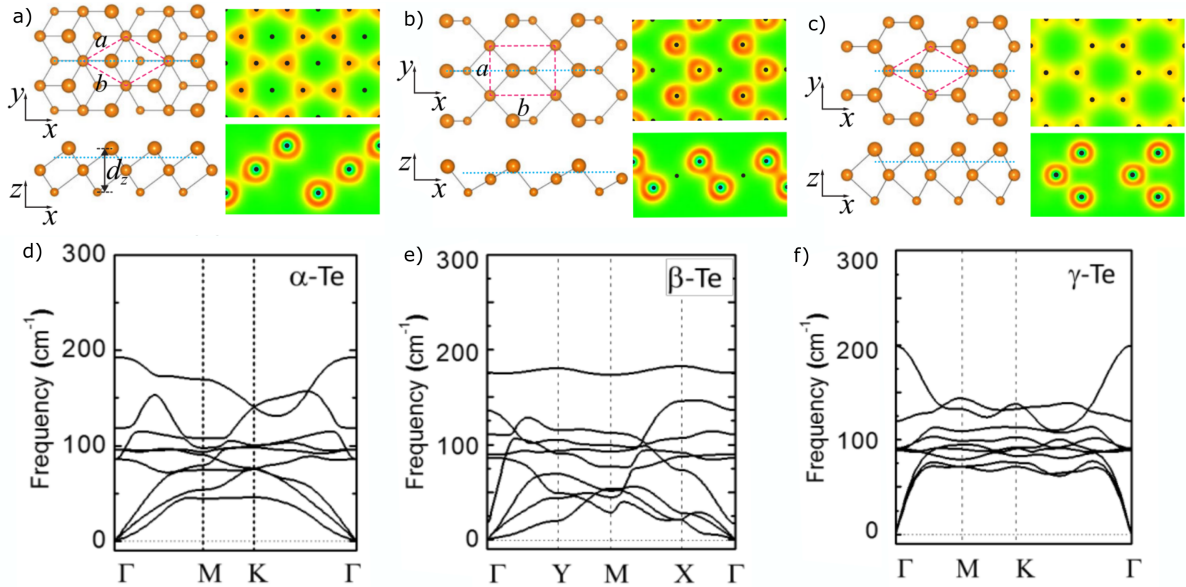 a)
a
b
y
x
d_z
z
x
b)
a
b
y
x
z
x
c)
y
x
z
x
d)
α-Te
Frequency (cm⁻¹)
300
200
100
0
Γ M K Γ
e)
β-Te
Frequency (cm⁻¹)
300
200
100
0
Γ Y M X Γ
f)
γ-Te
Frequency (cm⁻¹)
300
200
100
0
Γ M K Γ